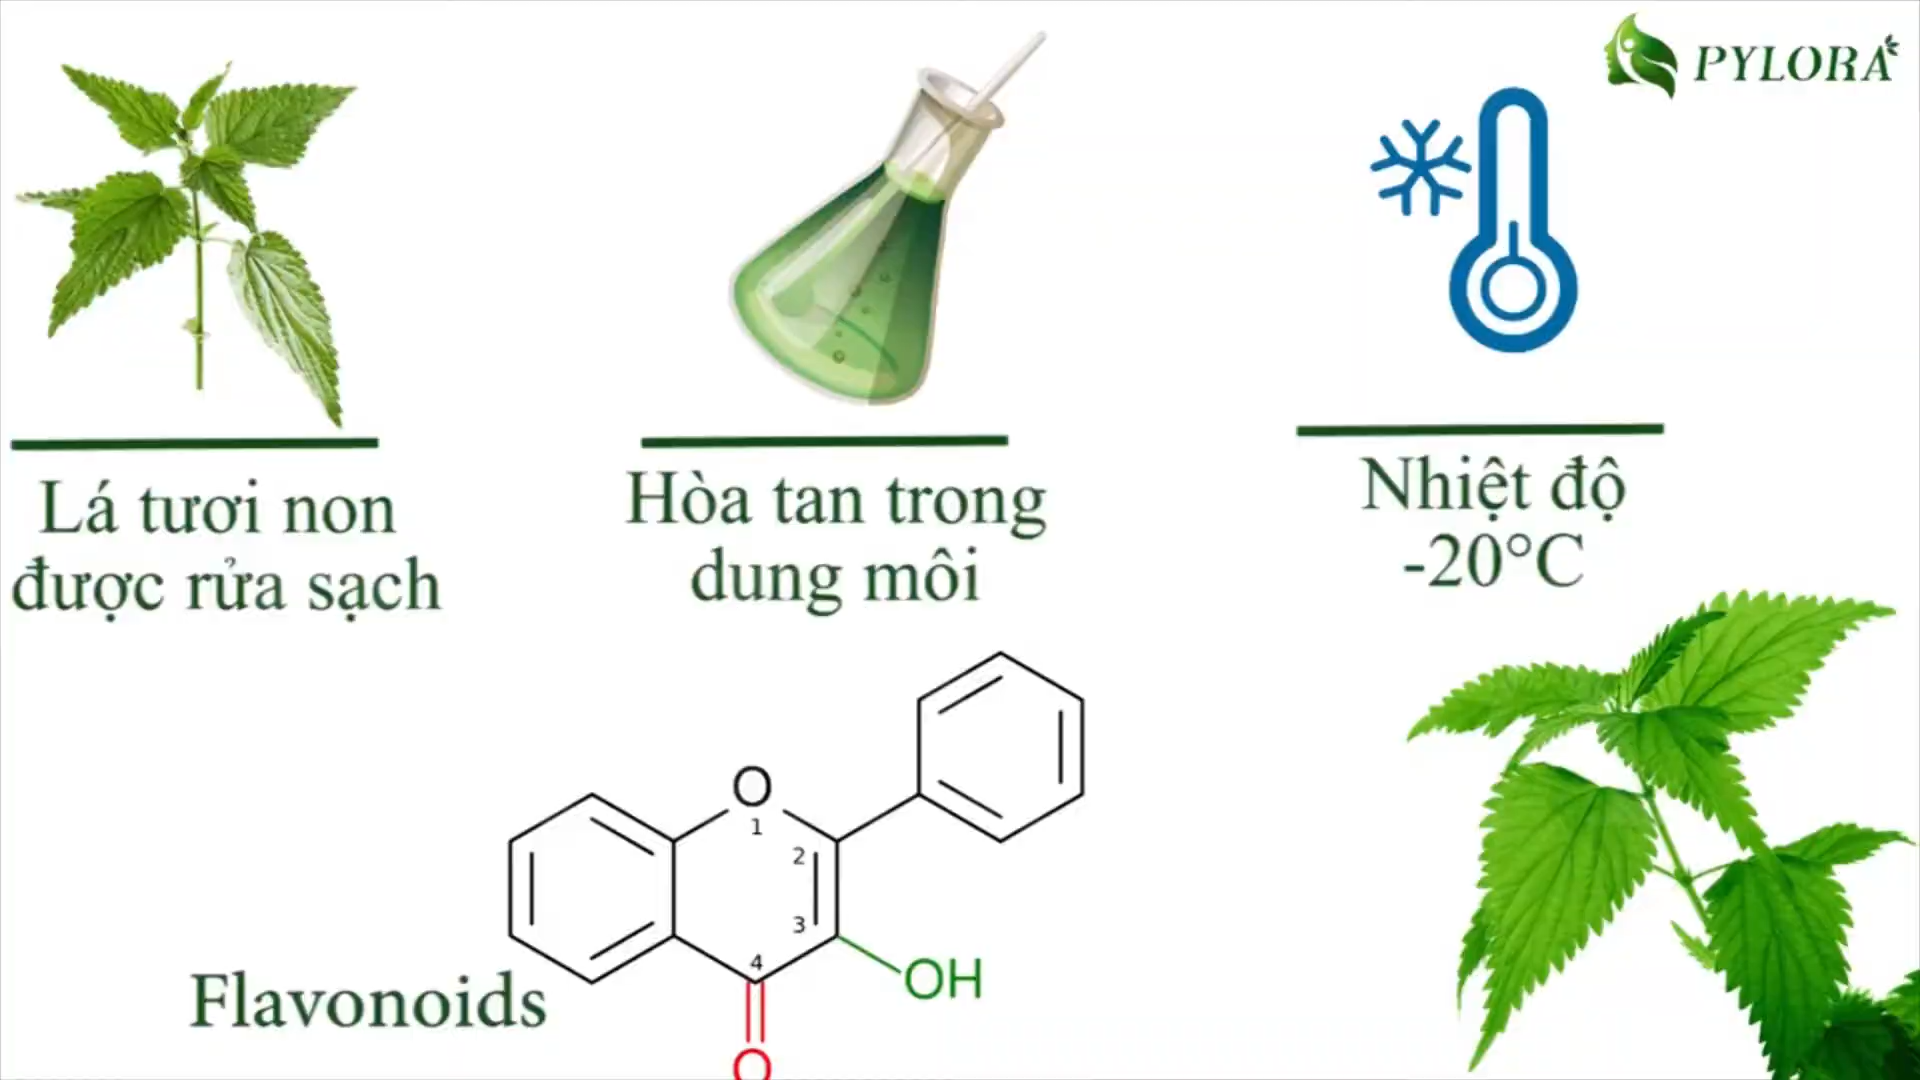 PYLORA
Lá tươi non
được rửa sạch
Hòa tan trong
dung môi
Nhiệt độ
-20°C
O
1
2
3
4
OH
O
Flavonoids